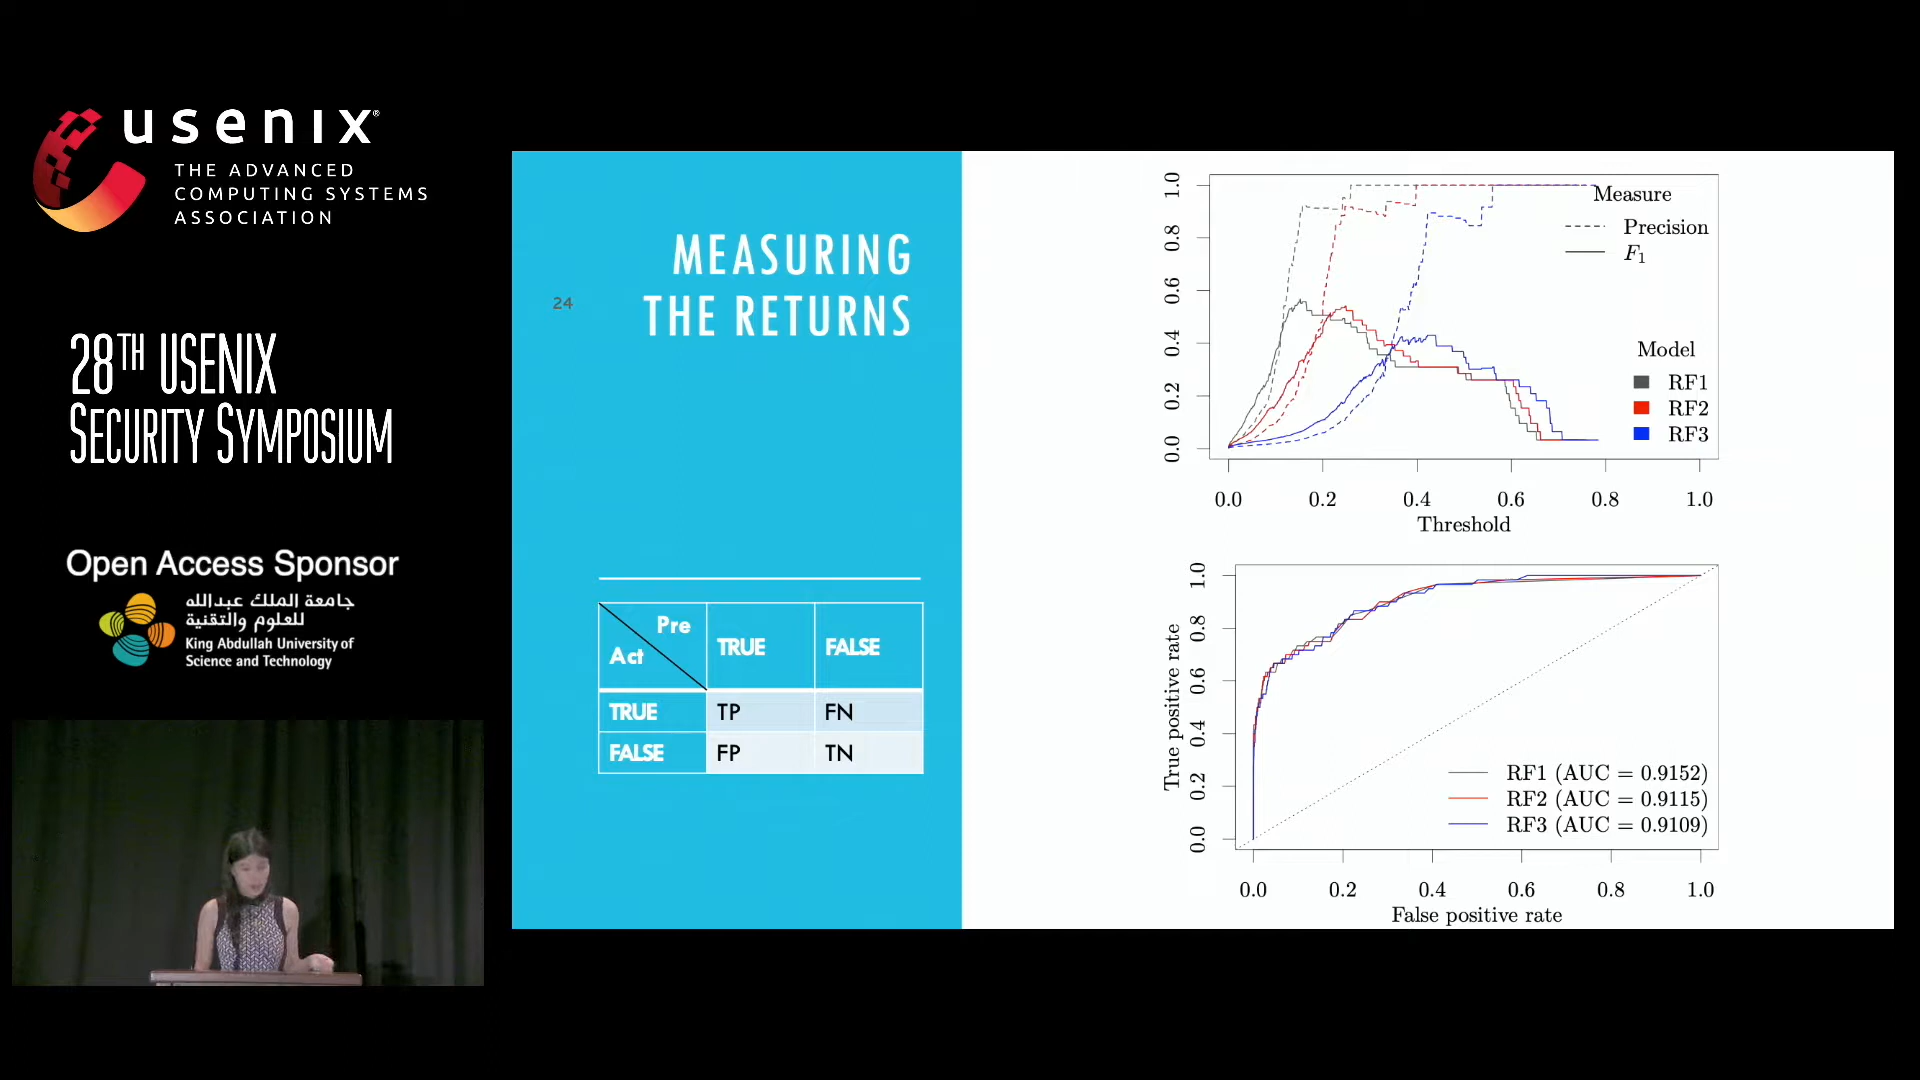 usenix®
THE ADVANCED
COMPUTING SYSTEMS
ASSOCIATION
28TH USENIX
SECURITY SYMPOSIUM
Open Access Sponsor
جامعة الملك عبدالله
للعلوم والتقنية
King Abdullah University of
Science and Technology
24
MEASURING
THE RETURNS
Pre
Act
TRUE FALSE
TRUE TP FN
FALSE FP TN
1.0
0.8
0.6
0.4
0.2
0.0
Measure
Precision
F1
Model
RF1
RF2
RF3
0.0 0.2 0.4 0.6 0.8 1.0
Threshold
True positive rate
1.0
0.8
0.6
0.4
0.2
0.0
RF1 (AUC = 0.9152)
RF2 (AUC = 0.9115)
RF3 (AUC = 0.9109)
0.0 0.2 0.4 0.6 0.8 1.0
False positive rate